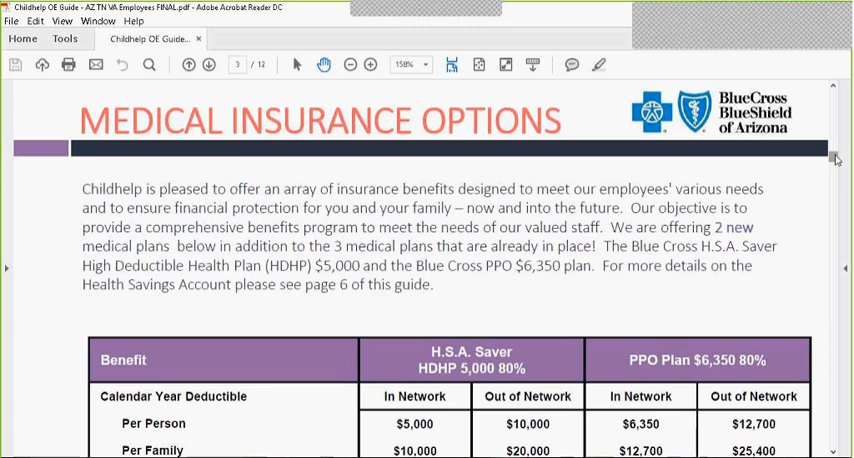 Childhelp OE Guide - AZ TN VA Employees FINAL.pdf - Adobe Acrobat Reader DC
File Edit View Window Help
Home Tools Childhelp OE Guide... ×
3 / 12 158%
MEDICAL INSURANCE OPTIONS
BlueCross
BlueShield
of Arizona
Childhelp is pleased to offer an array of insurance benefits designed to meet our employees' various needs
and to ensure financial protection for you and your family – now and into the future. Our objective is to
provide a comprehensive benefits program to meet the needs of our valued staff. We are offering 2 new
medical plans below in addition to the 3 medical plans that are already in place! The Blue Cross H.S.A. Saver
High Deductible Health Plan (HDHP) $5,000 and the Blue Cross PPO $6,350 plan. For more details on the
Health Savings Account please see page 6 of this guide.
Benefit H.S.A. Saver HDHP 5,000 80% PPO Plan $6,350 80%
Calendar Year Deductible In Network Out of Network In Network Out of Network
Per Person $5,000 $10,000 $6,350 $12,700
Per Family $10,000 $20,000 $12,700 $25,400